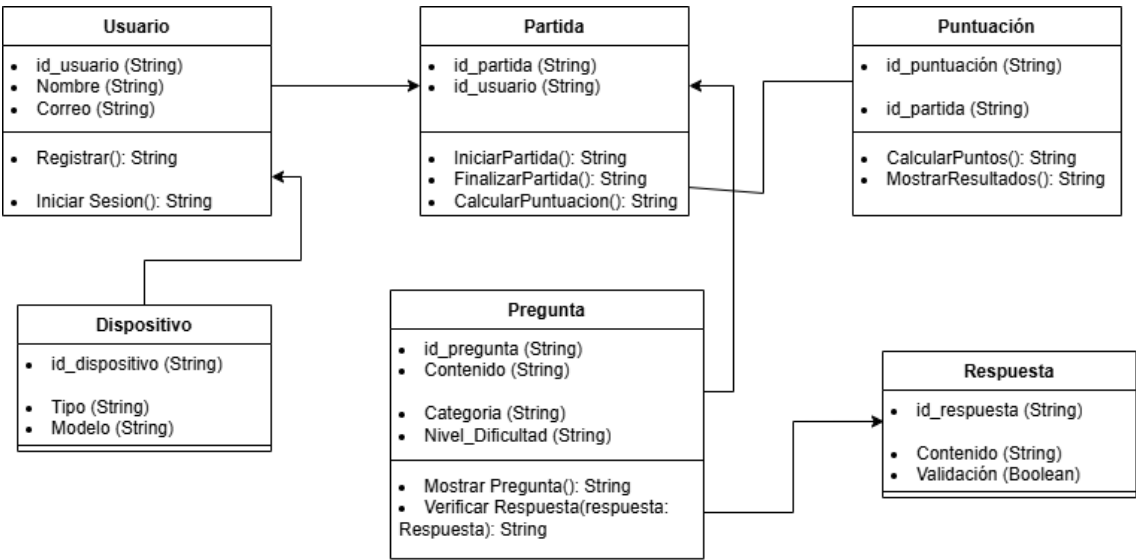 Usuario
• id_usuario (String)
• Nombre (String)
• Correo (String)
• Registrar(): String
• Iniciar Sesion(): String
Partida
• id_partida (String)
• id_usuario (String)
• IniciarPartida(): String
• FinalizarPartida(): String
• CalcularPuntuacion(): String
Puntuación
• id_puntuación (String)
• id_partida (String)
• CalcularPuntos(): String
• MostrarResultados(): String
Dispositivo
• id_dispositivo (String)
• Tipo (String)
• Modelo (String)
Pregunta
• id_pregunta (String)
• Contenido (String)
• Categoria (String)
• Nivel_Dificultad (String)
• Mostrar Pregunta(): String
• Verificar Respuesta(respuesta:
Respuesta): String
Respuesta
• id_respuesta (String)
• Contenido (String)
• Validación (Boolean)